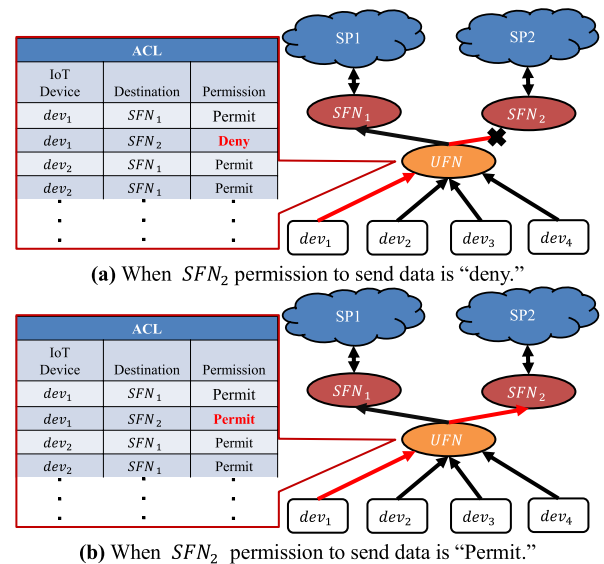 ACL
IoT Device Destination Permission
dev₁ SFN₁ Permit
dev₁ SFN₂ Deny
dev₂ SFN₁ Permit
dev₂ SFN₁ Permit
. . .
. . .
SP1 SP2
SFN₁ SFN₂
UFN
dev₁ dev₂ dev₃ dev₄
(a) When SFN₂ permission to send data is “deny.”
ACL
IoT Device Destination Permission
dev₁ SFN₁ Permit
dev₁ SFN₂ Permit
dev₂ SFN₁ Permit
dev₂ SFN₁ Permit
. . .
. . .
. . .
SP1 SP2
SFN₁ SFN₂
UFN
dev₁ dev₂ dev₃ dev₄
(b) When SFN₂ permission to send data is “Permit.”